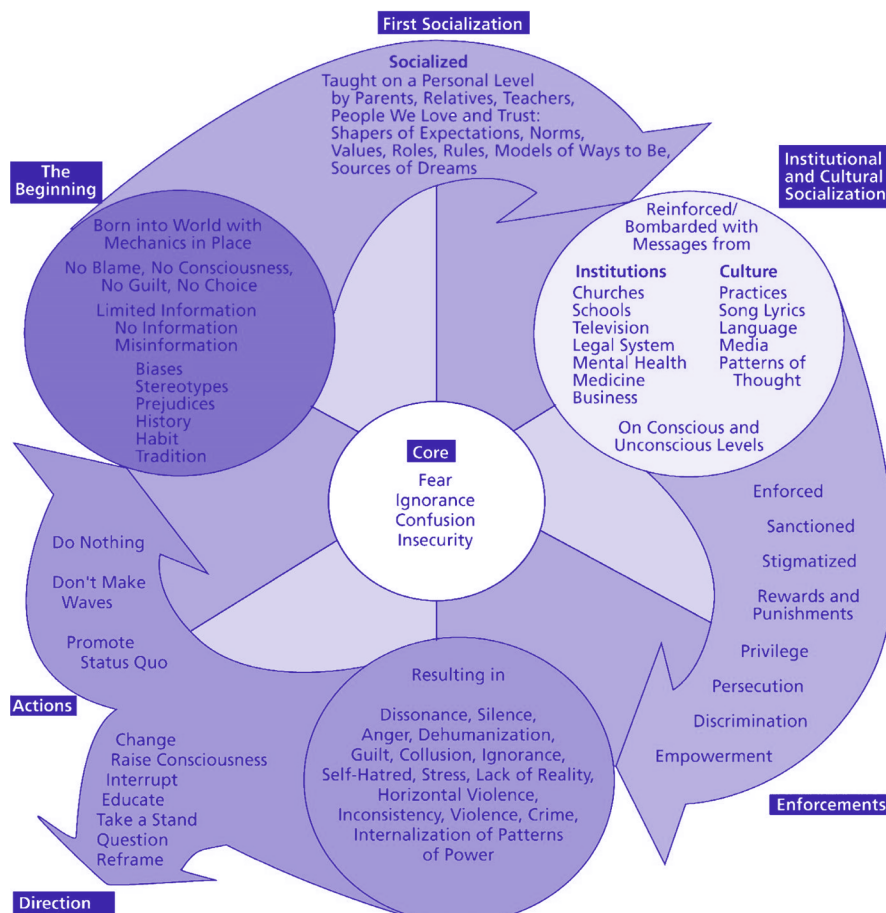 First Socialization
Socialized
Taught on a Personal Level
by Parents, Relatives, Teachers,
People We Love and Trust:
Shapers of Expectations, Norms,
Values, Roles, Rules, Models of Ways to Be,
Sources of Dreams
The
Beginning
Born into World with
Mechanics in Place
No Blame, No Consciousness,
No Guilt, No Choice
Limited Information
No Information
Misinformation
Biases
Stereotypes
Prejudices
History
Habit
Tradition
Institutional
and Cultural
Socialization
Reinforced/
Bombarded with
Messages from
Institutions
Churches
Schools
Television
Legal System
Mental Health
Medicine
Business
Culture
Practices
Song Lyrics
Language
Media
Patterns of
Thought
On Conscious and
Unconscious Levels
Core
Fear
Ignorance
Confusion
Insecurity
Enforced
Sanctioned
Stigmatized
Rewards and
Punishments
Privilege
Persecution
Discrimination
Empowerment
Enforcements
Resulting in
Dissonance, Silence,
Anger, Dehumanization,
Guilt, Collusion, Ignorance,
Self-Hatred, Stress, Lack of Reality,
Horizontal Violence,
Inconsistency, Violence, Crime,
Internalization of Patterns
of Power
Do Nothing
Don't Make
Waves
Promote
Status Quo
Actions
Change
Raise Consciousness
Interrupt
Educate
Take a Stand
Question
Reframe
Direction